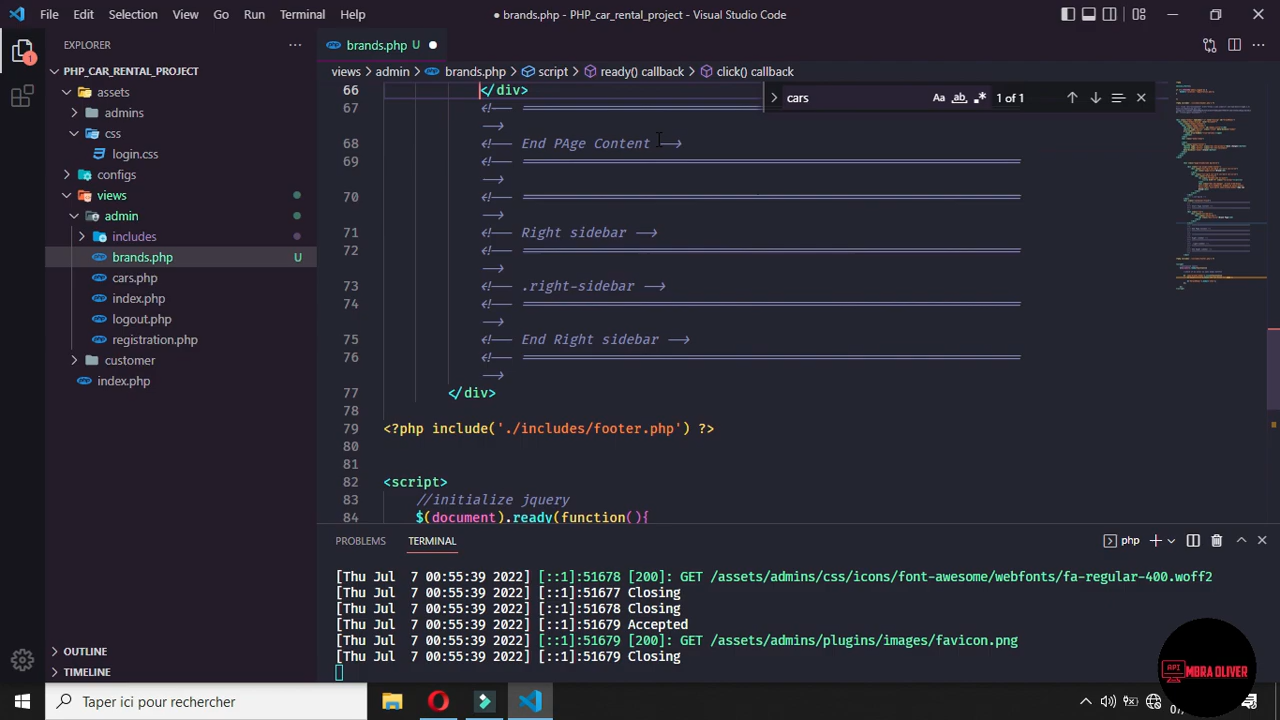 File Edit Selection View Go Run Terminal Help
● brands.php - PHP_car_rental_project - Visual Studio Code
EXPLORER
brands.php U ●
PHP_CAR_RENTAL_PROJECT
assets
admins
css
login.css
configs
views
admin
includes
brands.php U
cars.php
index.php
logout.php
registration.php
customer
index.php
OUTLINE
TIMELINE
1
views > admin > brands.php > script > ready() callback > click() callback
cars
Aa ab .* 1 of 1
66 </div>
67 <!-- ==============================================================
-->
68 <!-- End PAge Content -->
69 <!-- ==============================================================
-->
70 <!-- ==============================================================
-->
71 <!-- Right sidebar -->
72 <!-- ==============================================================
-->
73 <!-- .right-sidebar -->
74 <!-- ==============================================================
-->
75 <!-- End Right sidebar -->
76 <!-- ==============================================================
-->
77 </div>
78
79 <?php include('./includes/footer.php') ?>
80
81
82 <script>
83 //initialize jquery
84 $(document).ready(function(){
PROBLEMS TERMINAL
php
[Thu Jul 7 00:55:39 2022] [::1]:51678 [200]: GET /assets/admins/css/icons/font-awesome/webfonts/fa-regular-400.woff2
[Thu Jul 7 00:55:39 2022] [::1]:51677 Closing
[Thu Jul 7 00:55:39 2022] [::1]:51678 Closing
[Thu Jul 7 00:55:39 2022] [::1]:51679 Accepted
[Thu Jul 7 00:55:39 2022] [::1]:51679 [200]: GET /assets/admins/plugins/images/favicon.png
[Thu Jul 7 00:55:39 2022] [::1]:51679 Closing
API
MBRA OLIVER
Taper ici pour rechercher